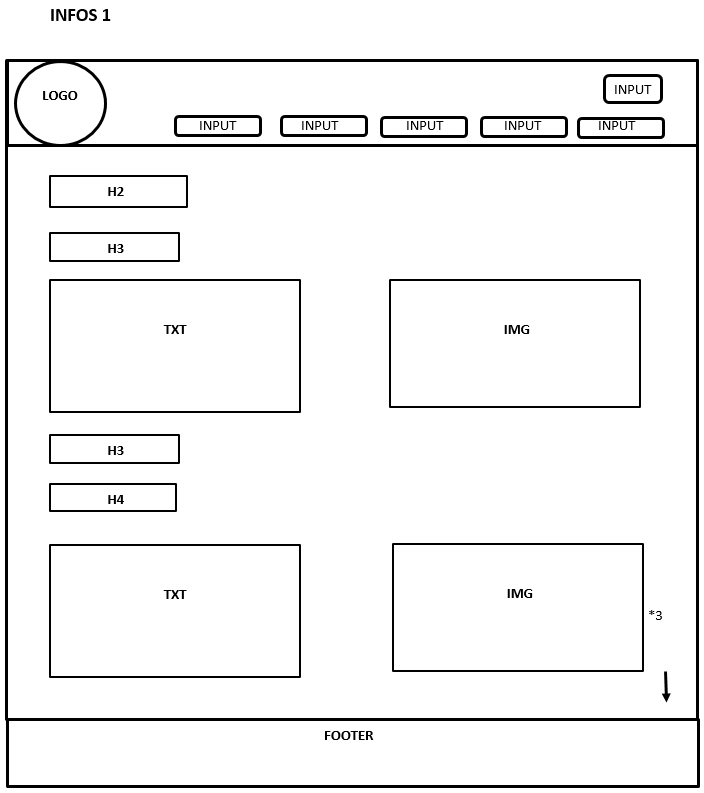 INFOS 1
LOGO
INPUT
INPUT INPUT INPUT INPUT INPUT
H2
H3
TXT IMG
H3
H4
TXT IMG
*3
FOOTER